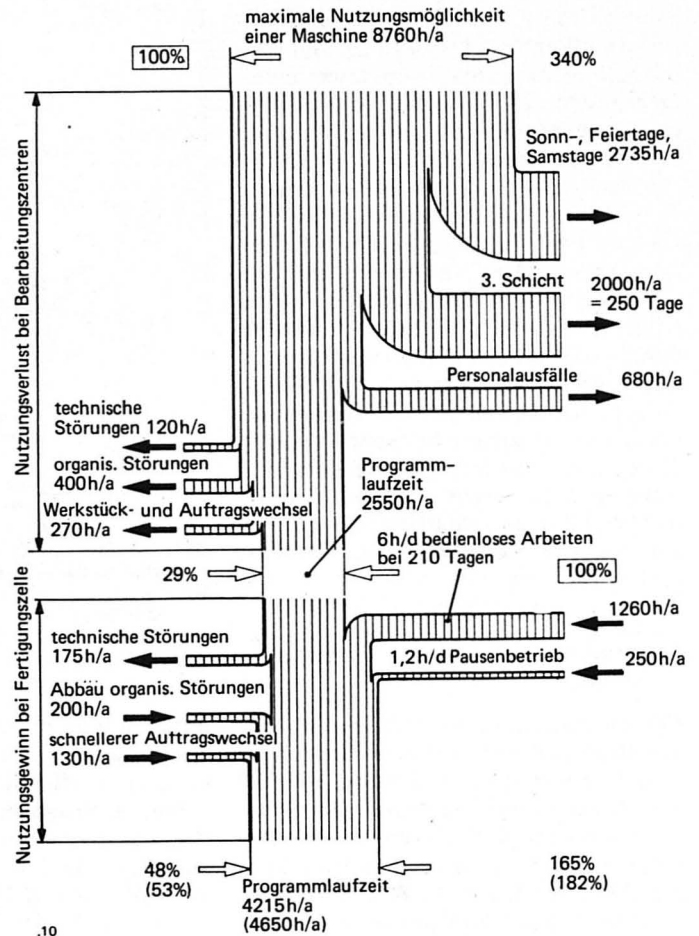 maximale Nutzungsmöglichkeit
einer Maschine 8760h/a
100%
340%
Nutzungsverlust bei Bearbeitungszentren
Sonn-, Feiertage,
Samstage 2735h/a
3. Schicht
2000h/a
= 250 Tage
Personalausfälle
680h/a
technische
Störungen 120h/a
organis. Störungen
400h/a
Werkstück- und Auftragswechsel
270h/a
Programm-
laufzeit
2550h/a
6h/d bedienloses Arbeiten
bei 210 Tagen
29%
100%
Nutzungsgewinn bei Fertigungszelle
1260h/a
technische Störungen
175h/a
1,2h/d Pausenbetrieb
250h/a
Abbäu organis. Störungen
200h/a
schnellerer Auftragswechsel
130h/a
48%
(53%)
Programmlaufzeit
4215h/a
(4650h/a)
165%
(182%)
.10